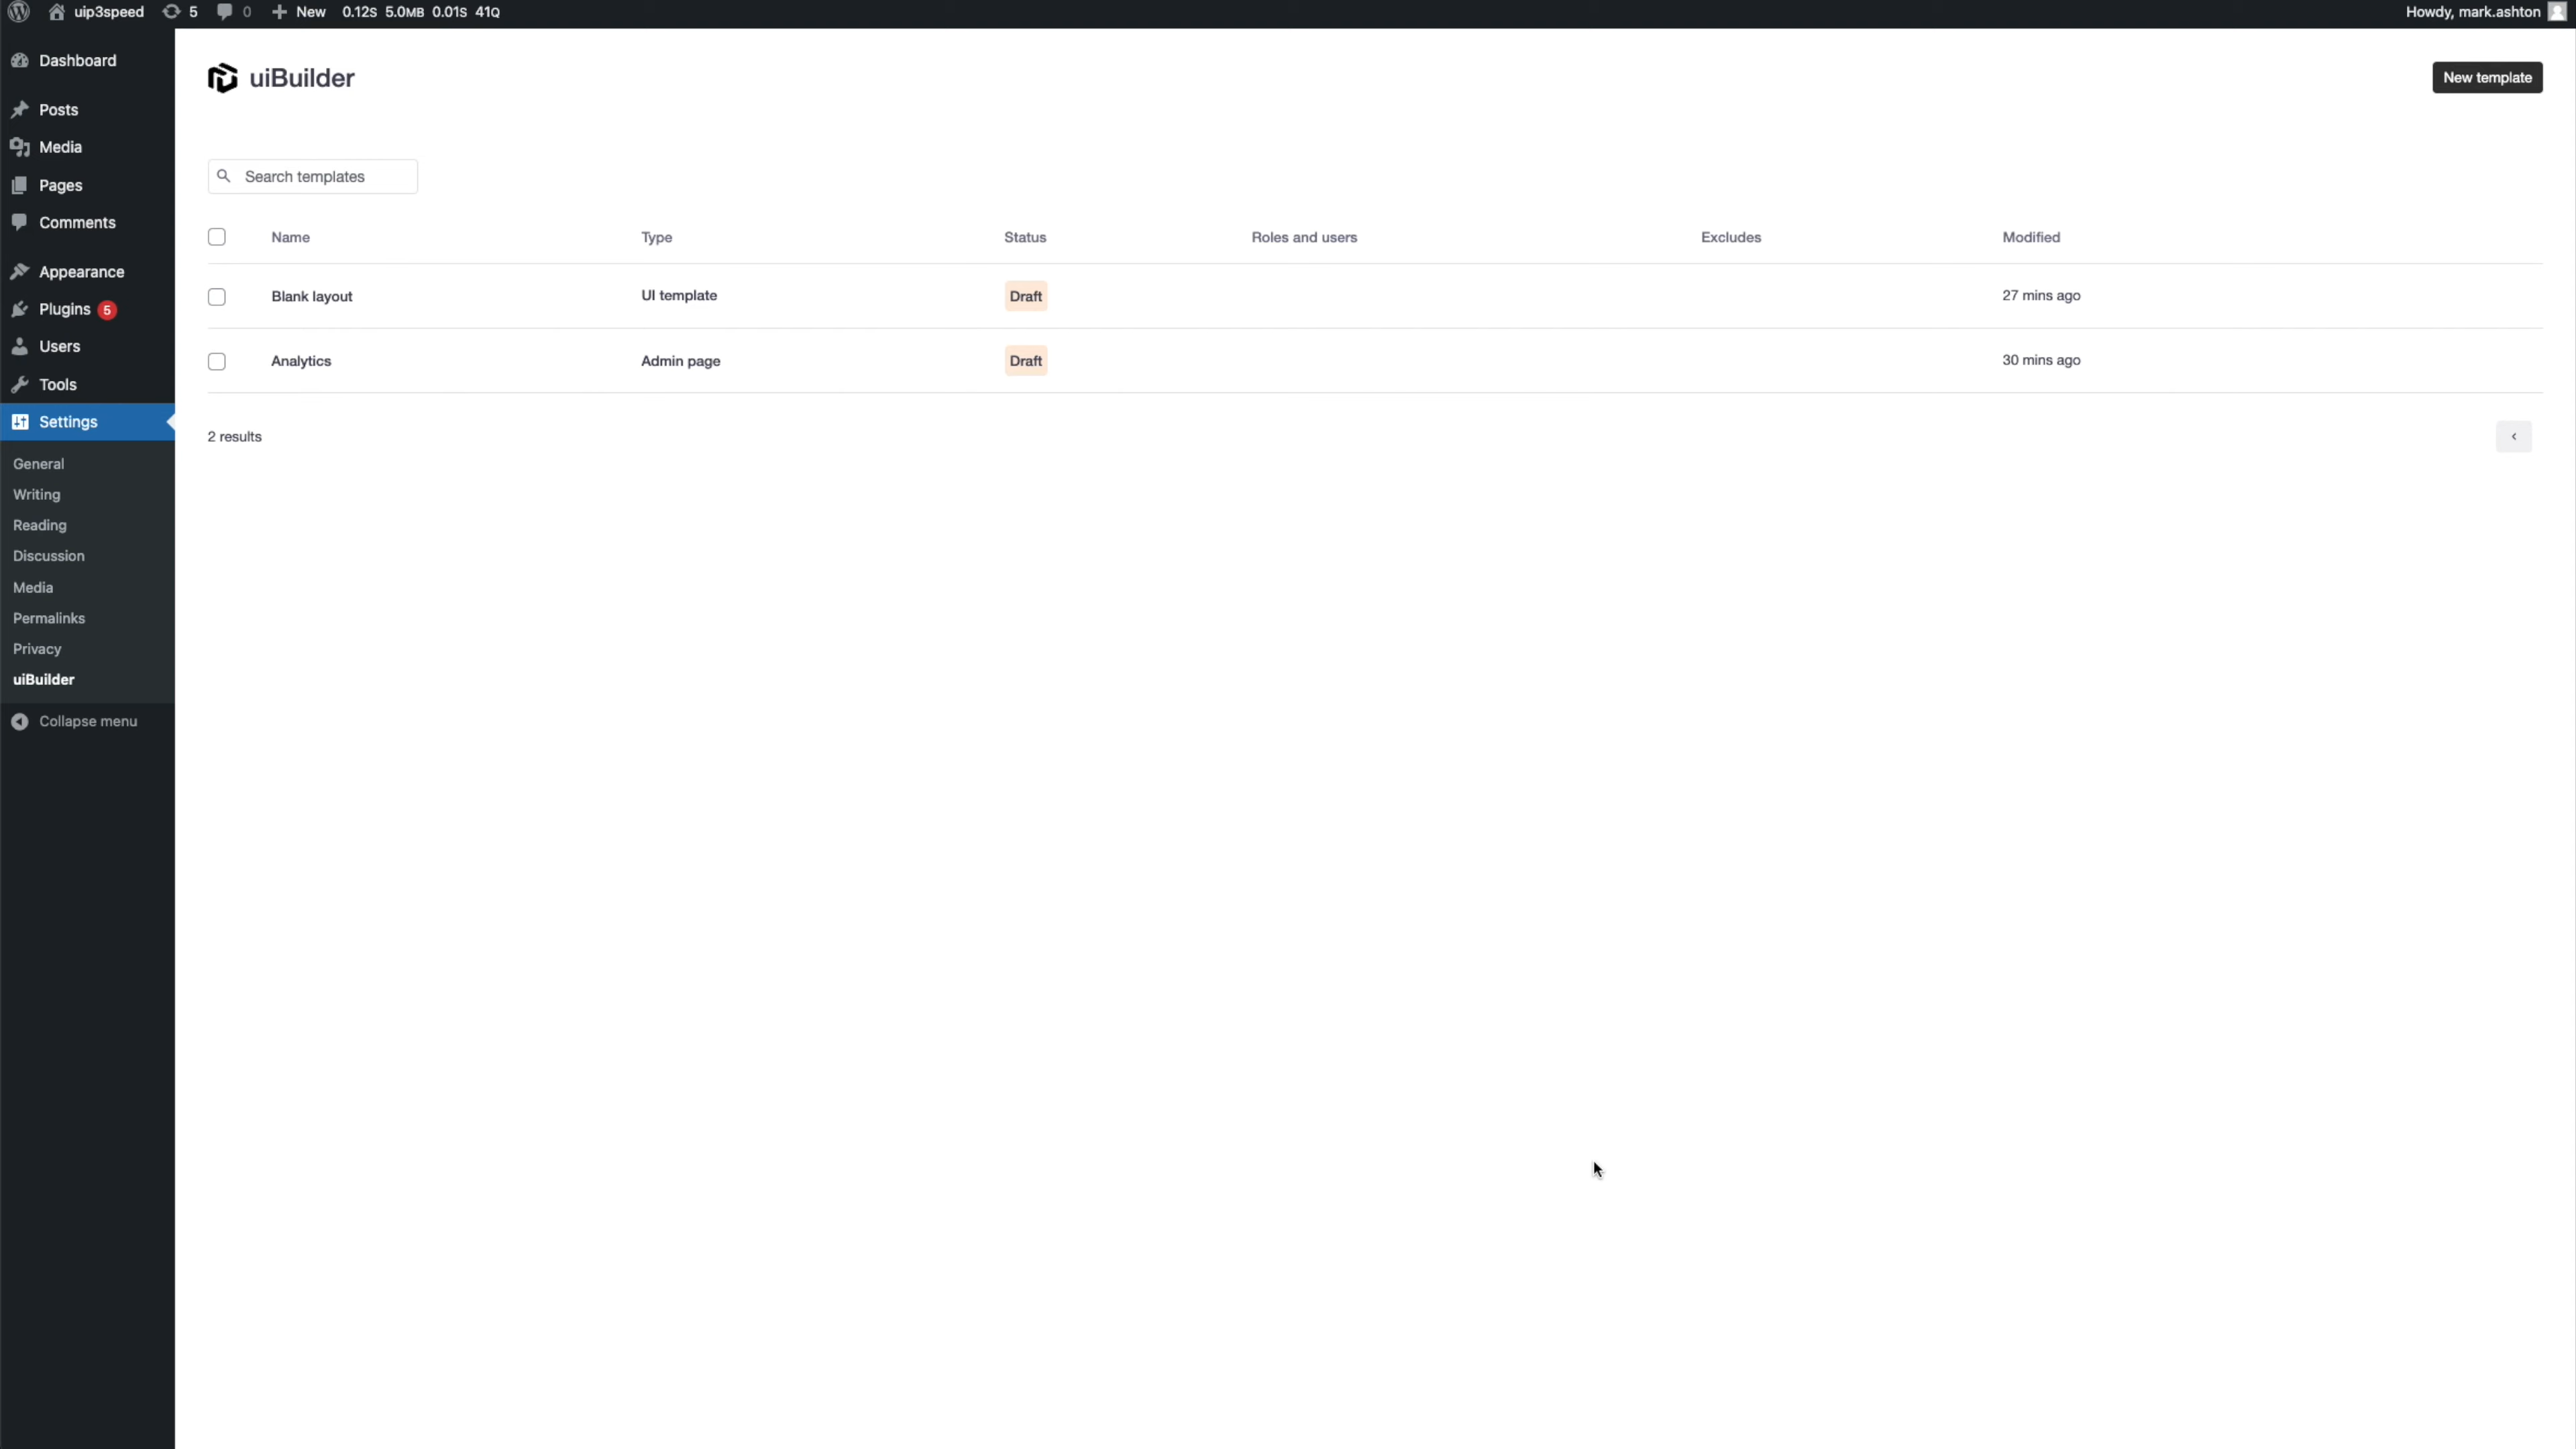 uip3speed 5 0 New 0.12S 5.0MB 0.01S 41Q Howdy, mark.ashton
Dashboard
Posts
Media
Pages
Comments
Appearance
Plugins 5
Users
Tools
Settings
General
Writing
Reading
Discussion
Media
Permalinks
Privacy
uiBuilder
Collapse menu
uiBuilder
New template
Search templates
Name Type Status Roles and users Excludes Modified
Blank layout UI template Draft 27 mins ago
Analytics Admin page Draft 30 mins ago
2 results